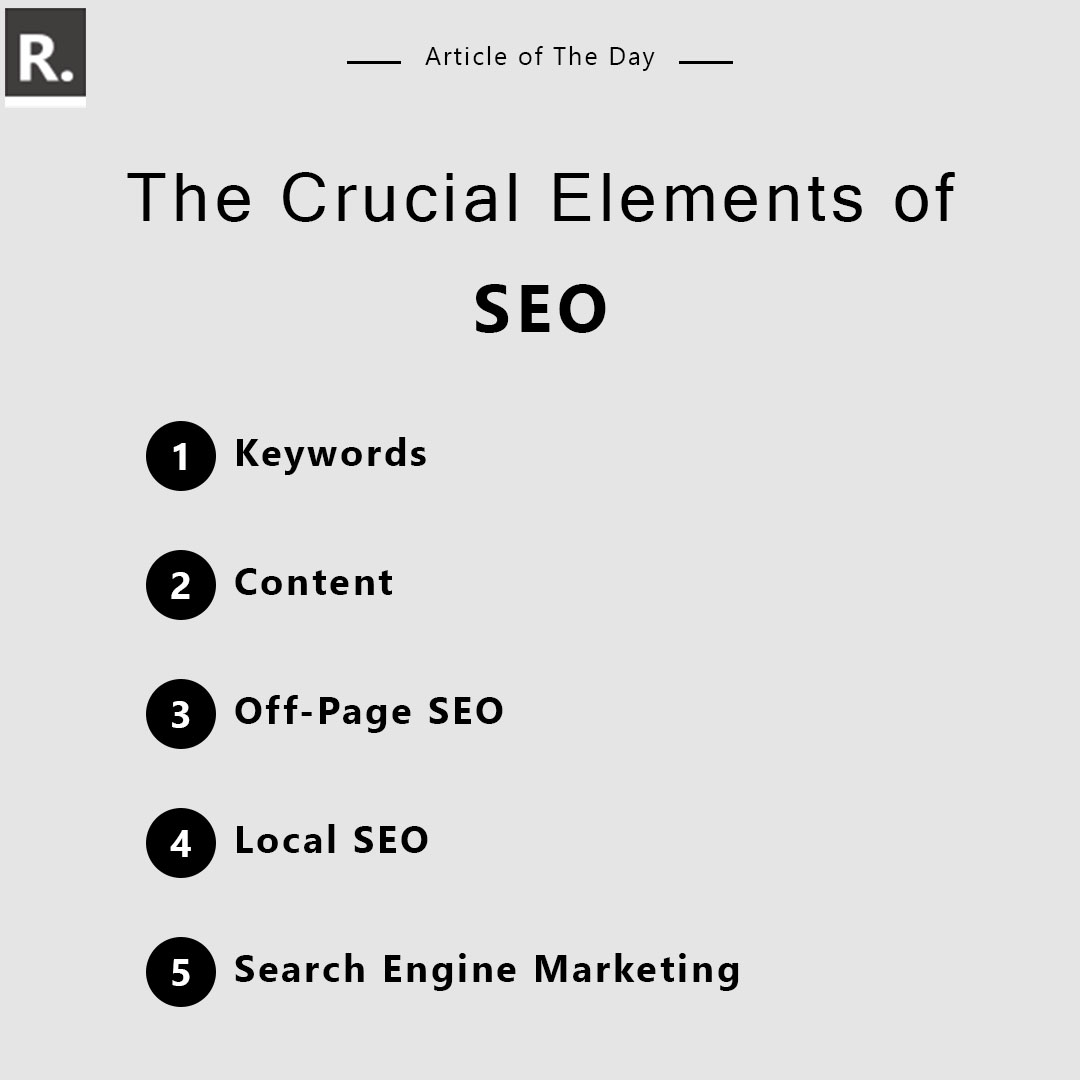 R.
Article of The Day
The Crucial Elements of
SEO
1 Keywords
2 Content
3 Off-Page SEO
4 Local SEO
5 Search Engine Marketing